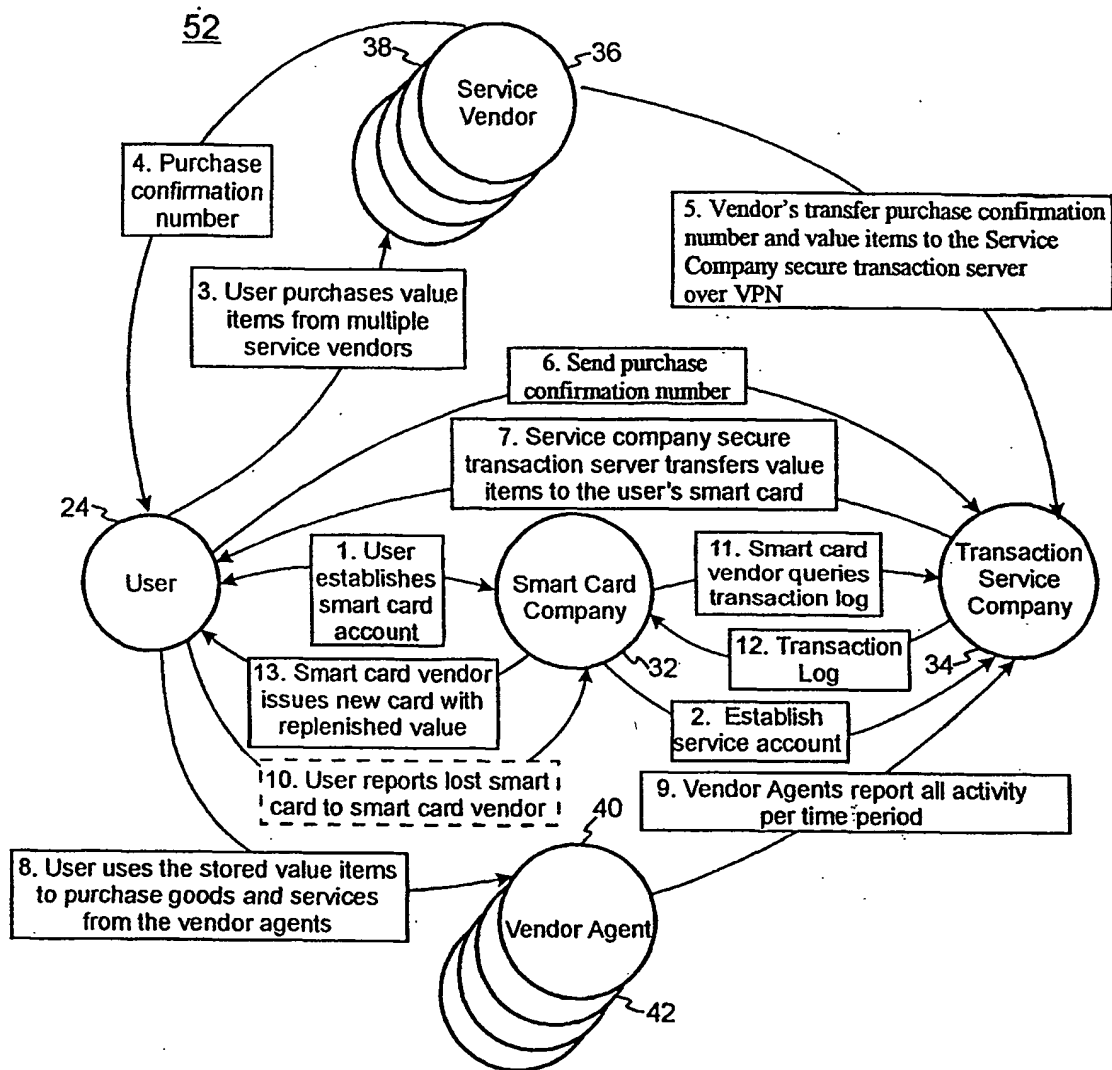 52
38
36
Service
Vendor
4. Purchase
confirmation
number
5. Vendor's transfer purchase confirmation
number and value items to the Service
Company secure transaction server
over VPN
3. User purchases value
items from multiple
service vendors
6. Send purchase
confirmation number
7. Service company secure
transaction server transfers value
items to the user's smart card
24
User
1. User
establishes
smart card
account
Smart Card
Company
11. Smart card
vendor queries
transaction log
Transaction
Service
Company
12. Transaction
Log
32
34
13. Smart card vendor
issues new card with
replenished value
2. Establish
service account
10. User reports lost smart
card to smart card vendor
9. Vendor Agents report all activity
per time period
40
8. User uses the stored value items
to purchase goods and services
from the vendor agents
Vendor Agent
42